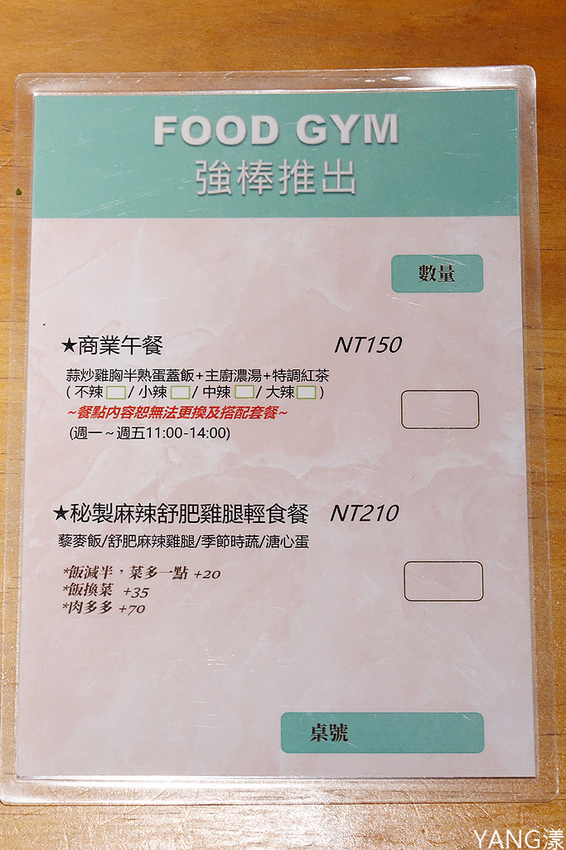 FOOD GYM
強棒推出
數量
★商業午餐 NT150
蒜炒雞胸半熟蛋蓋飯+主廚濃湯+特調紅茶
(不辣 / 小辣 / 中辣 / 大辣 )
~餐點內容恕無法更換及搭配套餐~
(週一～週五11:00-14:00)
★秘製麻辣舒肥雞腿輕食餐 NT210
藜麥飯/舒肥麻辣雞腿/季節時蔬/溏心蛋
*飯減半，菜多一點 +20
*飯換菜 +35
*肉多多 +70
桌號
YANG漾